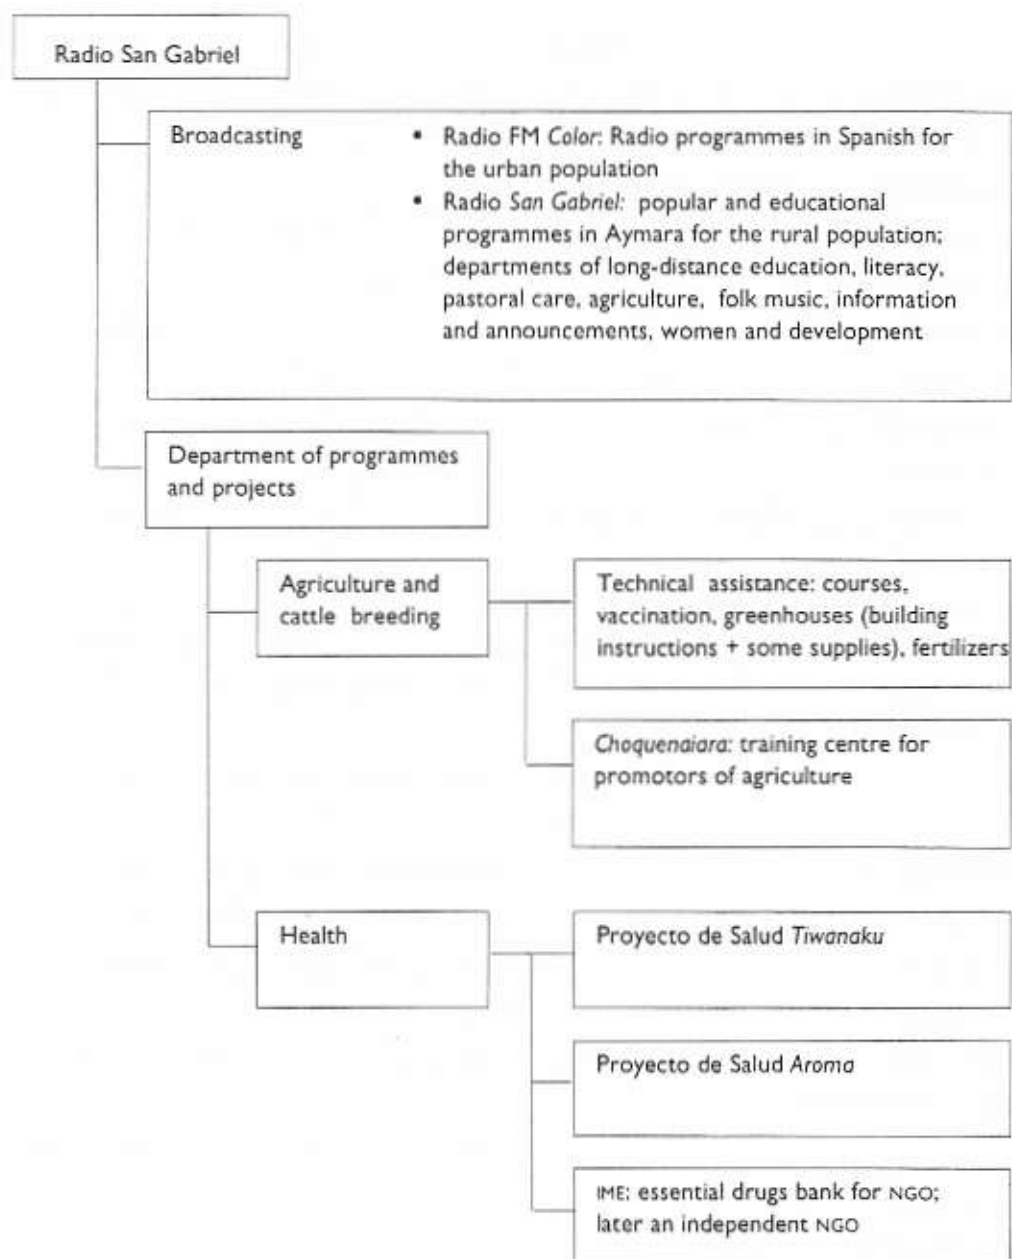 Radio San Gabriel
Broadcasting
• Radio FM Color: Radio programmes in Spanish for
the urban population
• Radio San Gabriel: popular and educational
programmes in Aymara for the rural population;
departments of long-distance education, literacy,
pastoral care, agriculture, folk music, information
and announcements, women and development
Department of programmes
and projects
Agriculture and
cattle breeding
Technical assistance: courses,
vaccination, greenhouses (building
instructions + some supplies), fertilizers
Choquenaiara: training centre for
promotors of agriculture
Health
Proyecto de Salud Tiwanaku
Proyecto de Salud Aroma
IME: essential drugs bank for NGO;
later an independent NGO